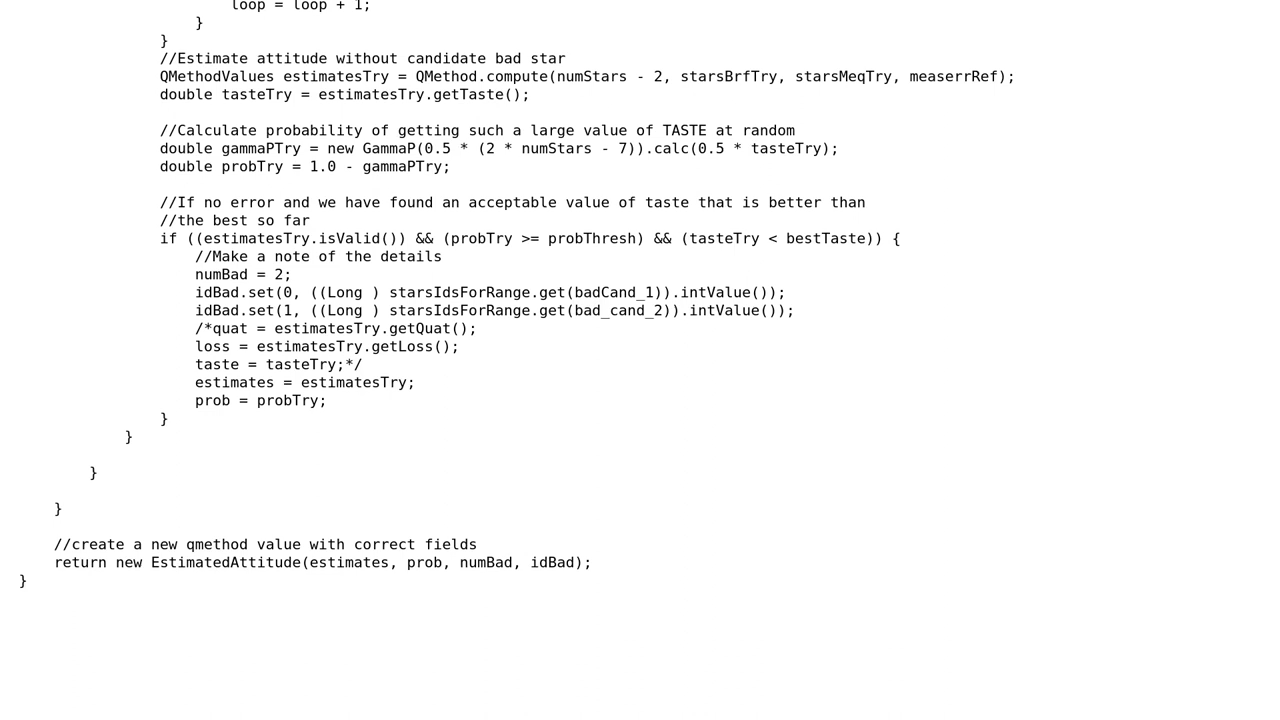 loop = loop + 1;
}
}
//Estimate attitude without candidate bad star
QMethodValues estimatesTry = QMethod.compute(numStars - 2, starsBrfTry, starsMeqTry, measerrRef);
double tasteTry = estimatesTry.getTaste();
//Calculate probability of getting such a large value of TASTE at random
double gammaPTry = new GammaP(0.5 * (2 * numStars - 7)).calc(0.5 * tasteTry);
double probTry = 1.0 - gammaPTry;
//If no error and we have found an acceptable value of taste that is better than
//the best so far
if ((estimatesTry.isValid()) && (probTry >= probThresh) && (tasteTry < bestTaste)) {
//Make a note of the details
numBad = 2;
idBad.set(0, ((Long ) starsIdsForRange.get(badCand_1)).intValue());
idBad.set(1, ((Long ) starsIdsForRange.get(bad_cand_2)).intValue());
/*quat = estimatesTry.getQuat();
loss = estimatesTry.getLoss();
taste = tasteTry;*/
estimates = estimatesTry;
prob = probTry;
}
}
}
}
//create a new qmethod value with correct fields
return new EstimatedAttitude(estimates, prob, numBad, idBad);
}